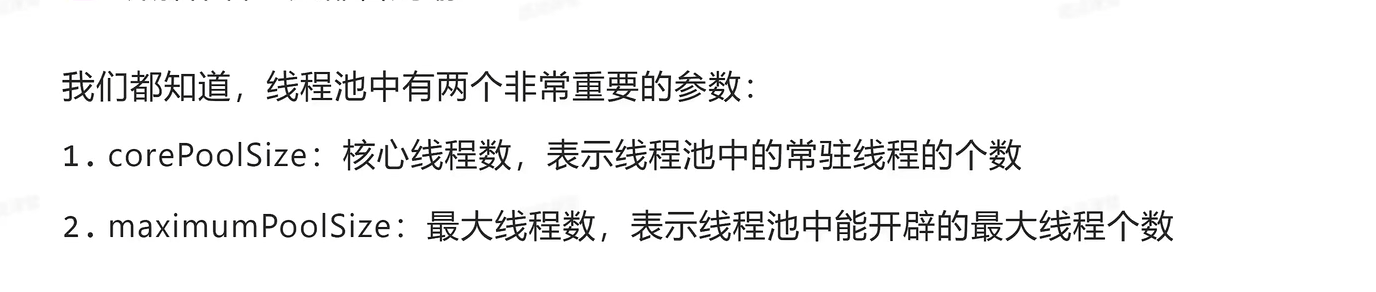 我们都知道，线程池中有两个非常重要的参数：
1. corePoolSize：核心线程数，表示线程池中的常驻线程的个数
2. maximumPoolSize：最大线程数，表示线程池中能开辟的最大线程个数